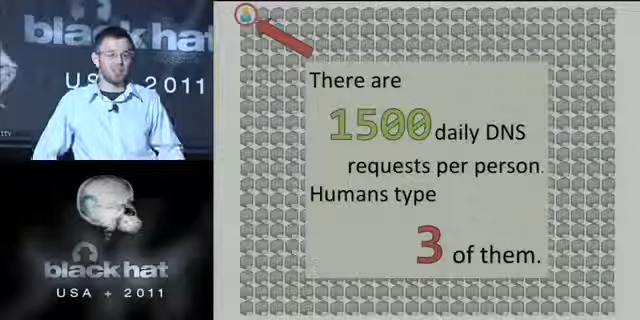 black hat
USA + 2011
black hat
USA + 2011
There are
1500 daily DNS
requests per person.
Humans type
3 of them.